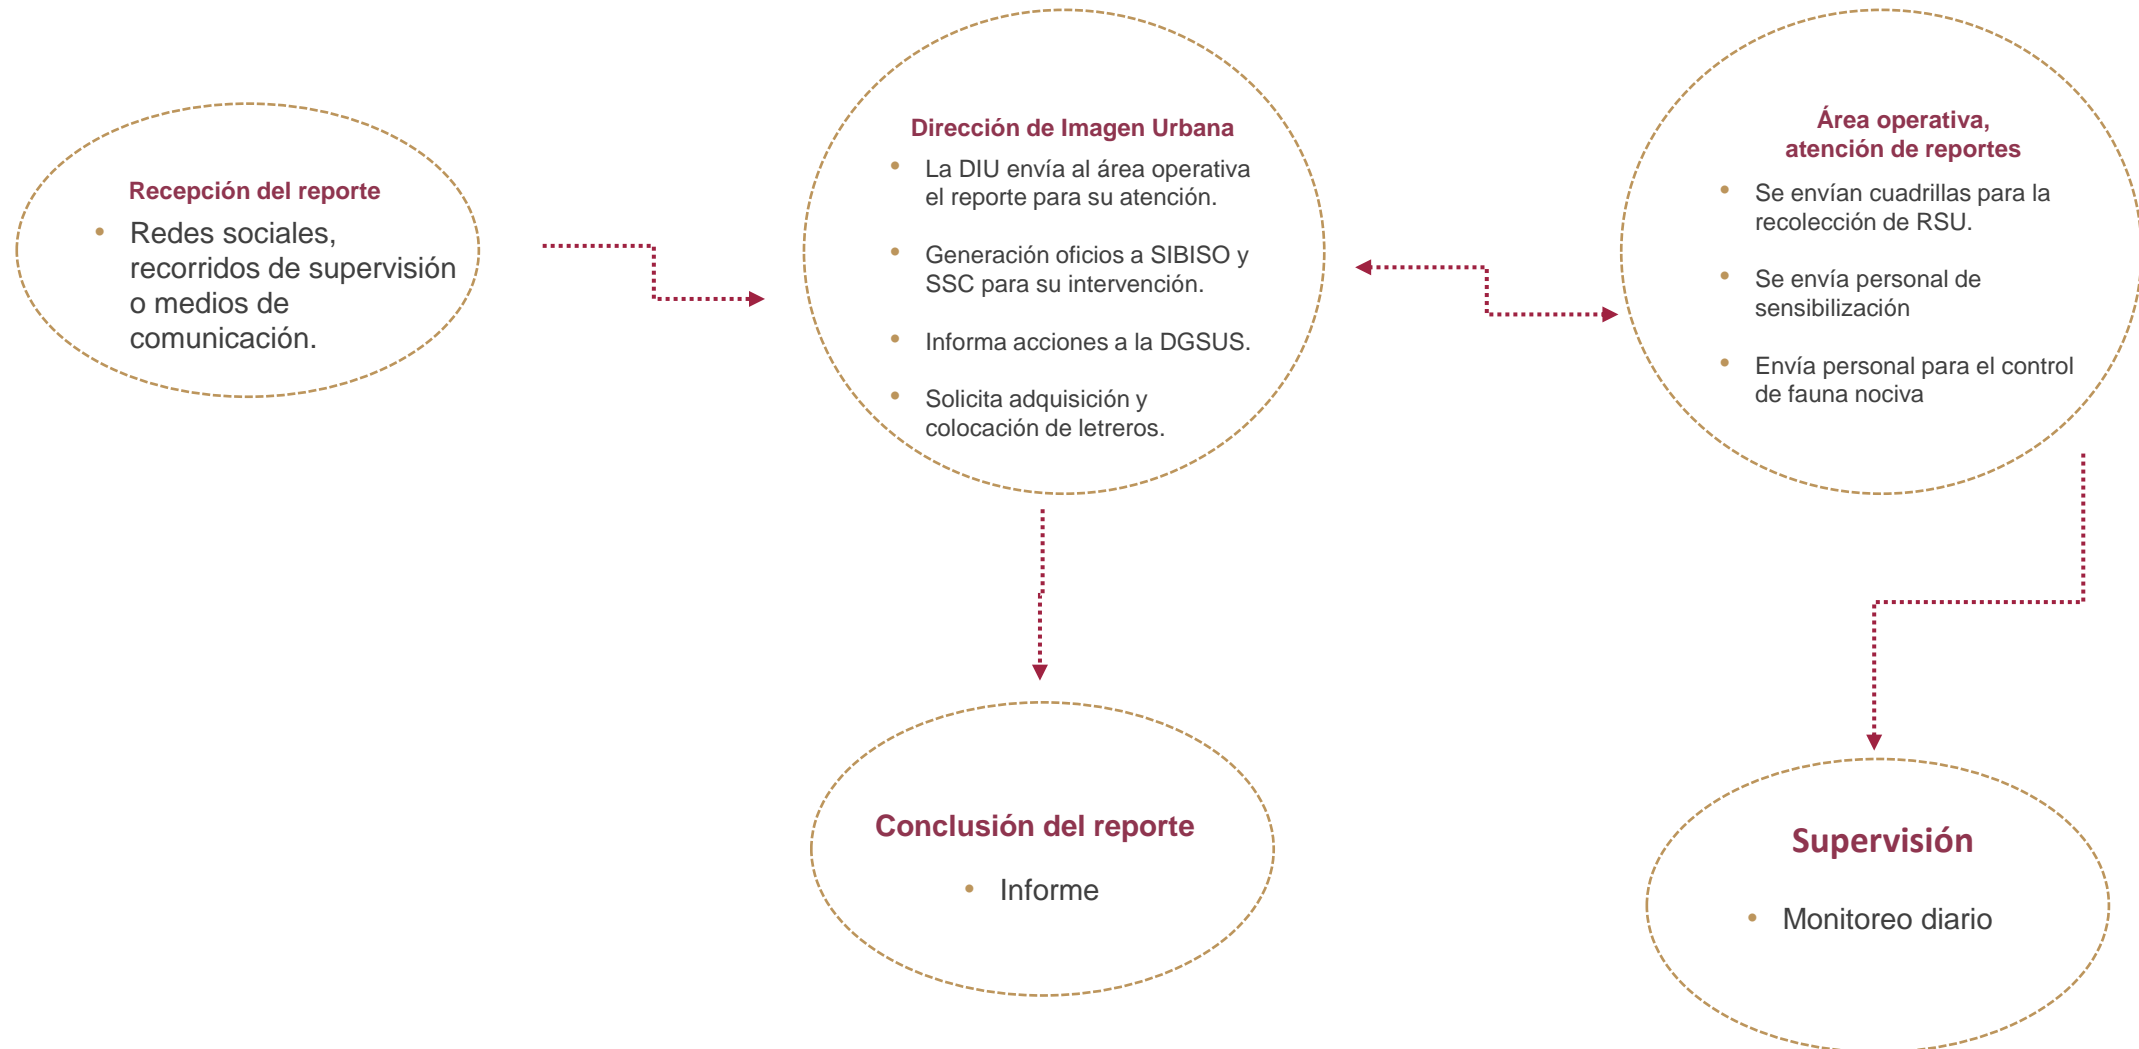 Recepción del reporte
• Redes sociales,
recorridos de supervisión
o medios de
comunicación.
Dirección de Imagen Urbana
• La DIU envía al área operativa
el reporte para su atención.
• Generación oficios a SIBISO y
SSC para su intervención.
• Informa acciones a la DGSUS.
• Solicita adquisición y
colocación de letreros.
Área operativa,
atención de reportes
• Se envían cuadrillas para la
recolección de RSU.
• Se envía personal de
sensibilización
• Envía personal para el control
de fauna nociva
Conclusión del reporte
• Informe
Supervisión
• Monitoreo diario